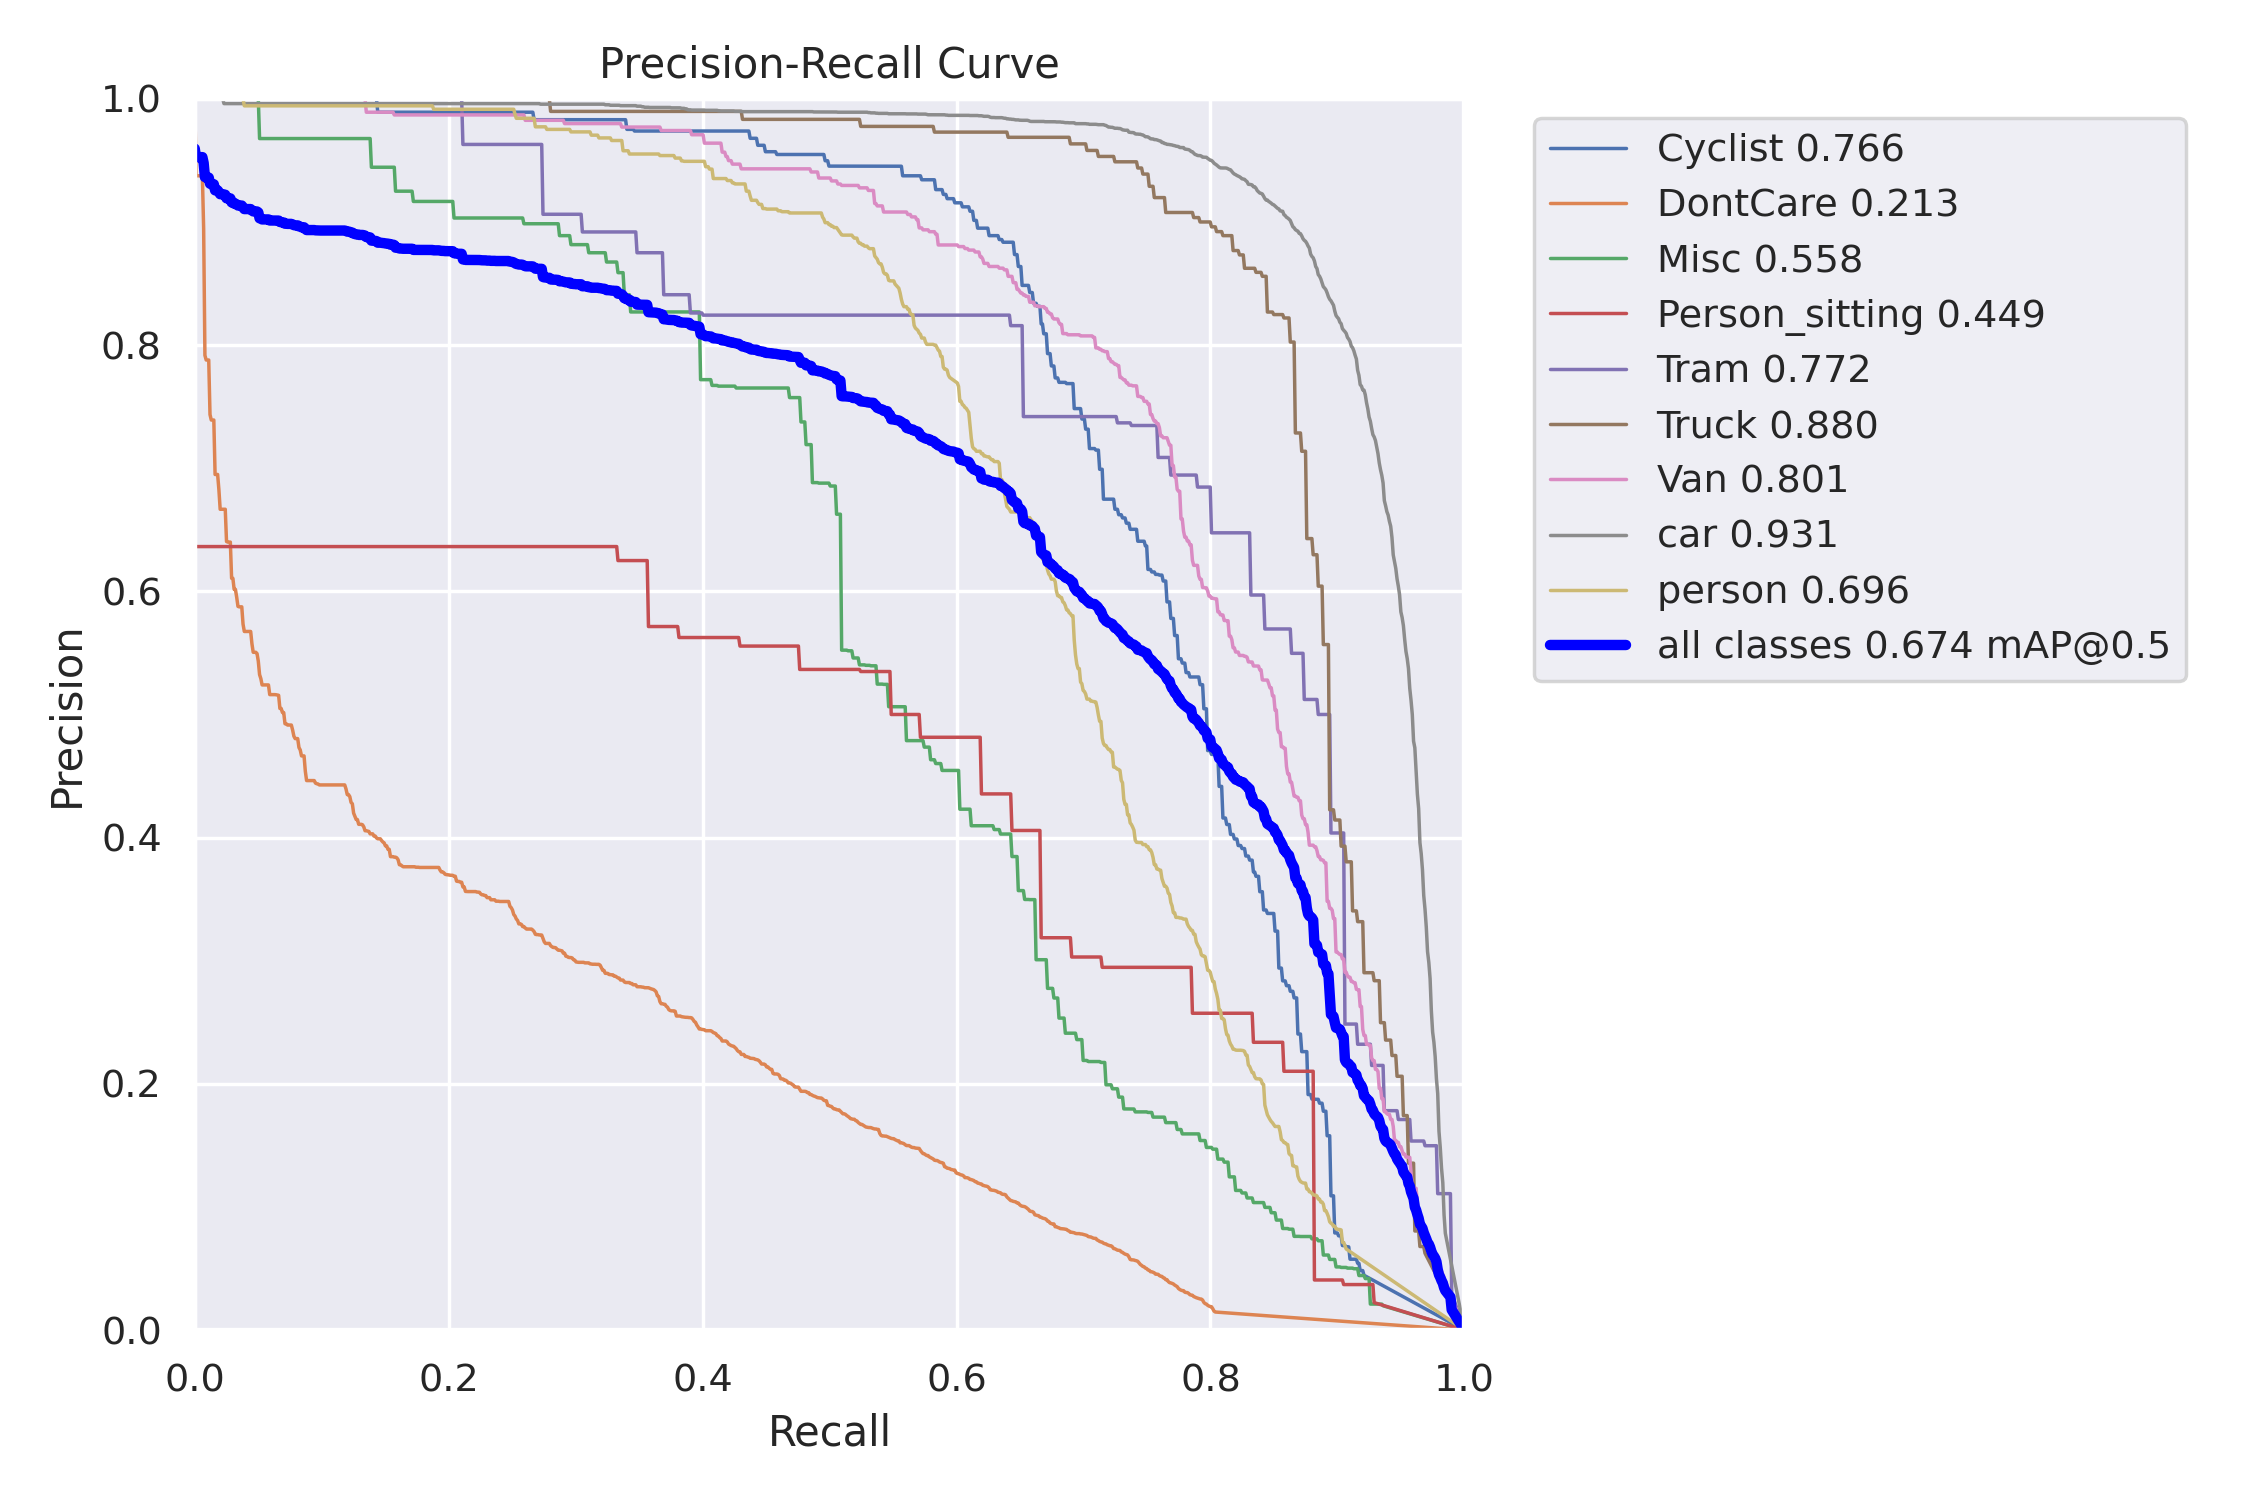 Precision-Recall Curve
1.0
0.8
0.6
0.4
0.2
0.0
Precision
0.0 0.2 0.4 0.6 0.8 1.0
Recall
Cyclist 0.766
DontCare 0.213
Misc 0.558
Person_sitting 0.449
Tram 0.772
Truck 0.880
Van 0.801
car 0.931
person 0.696
all classes 0.674 mAP@0.5